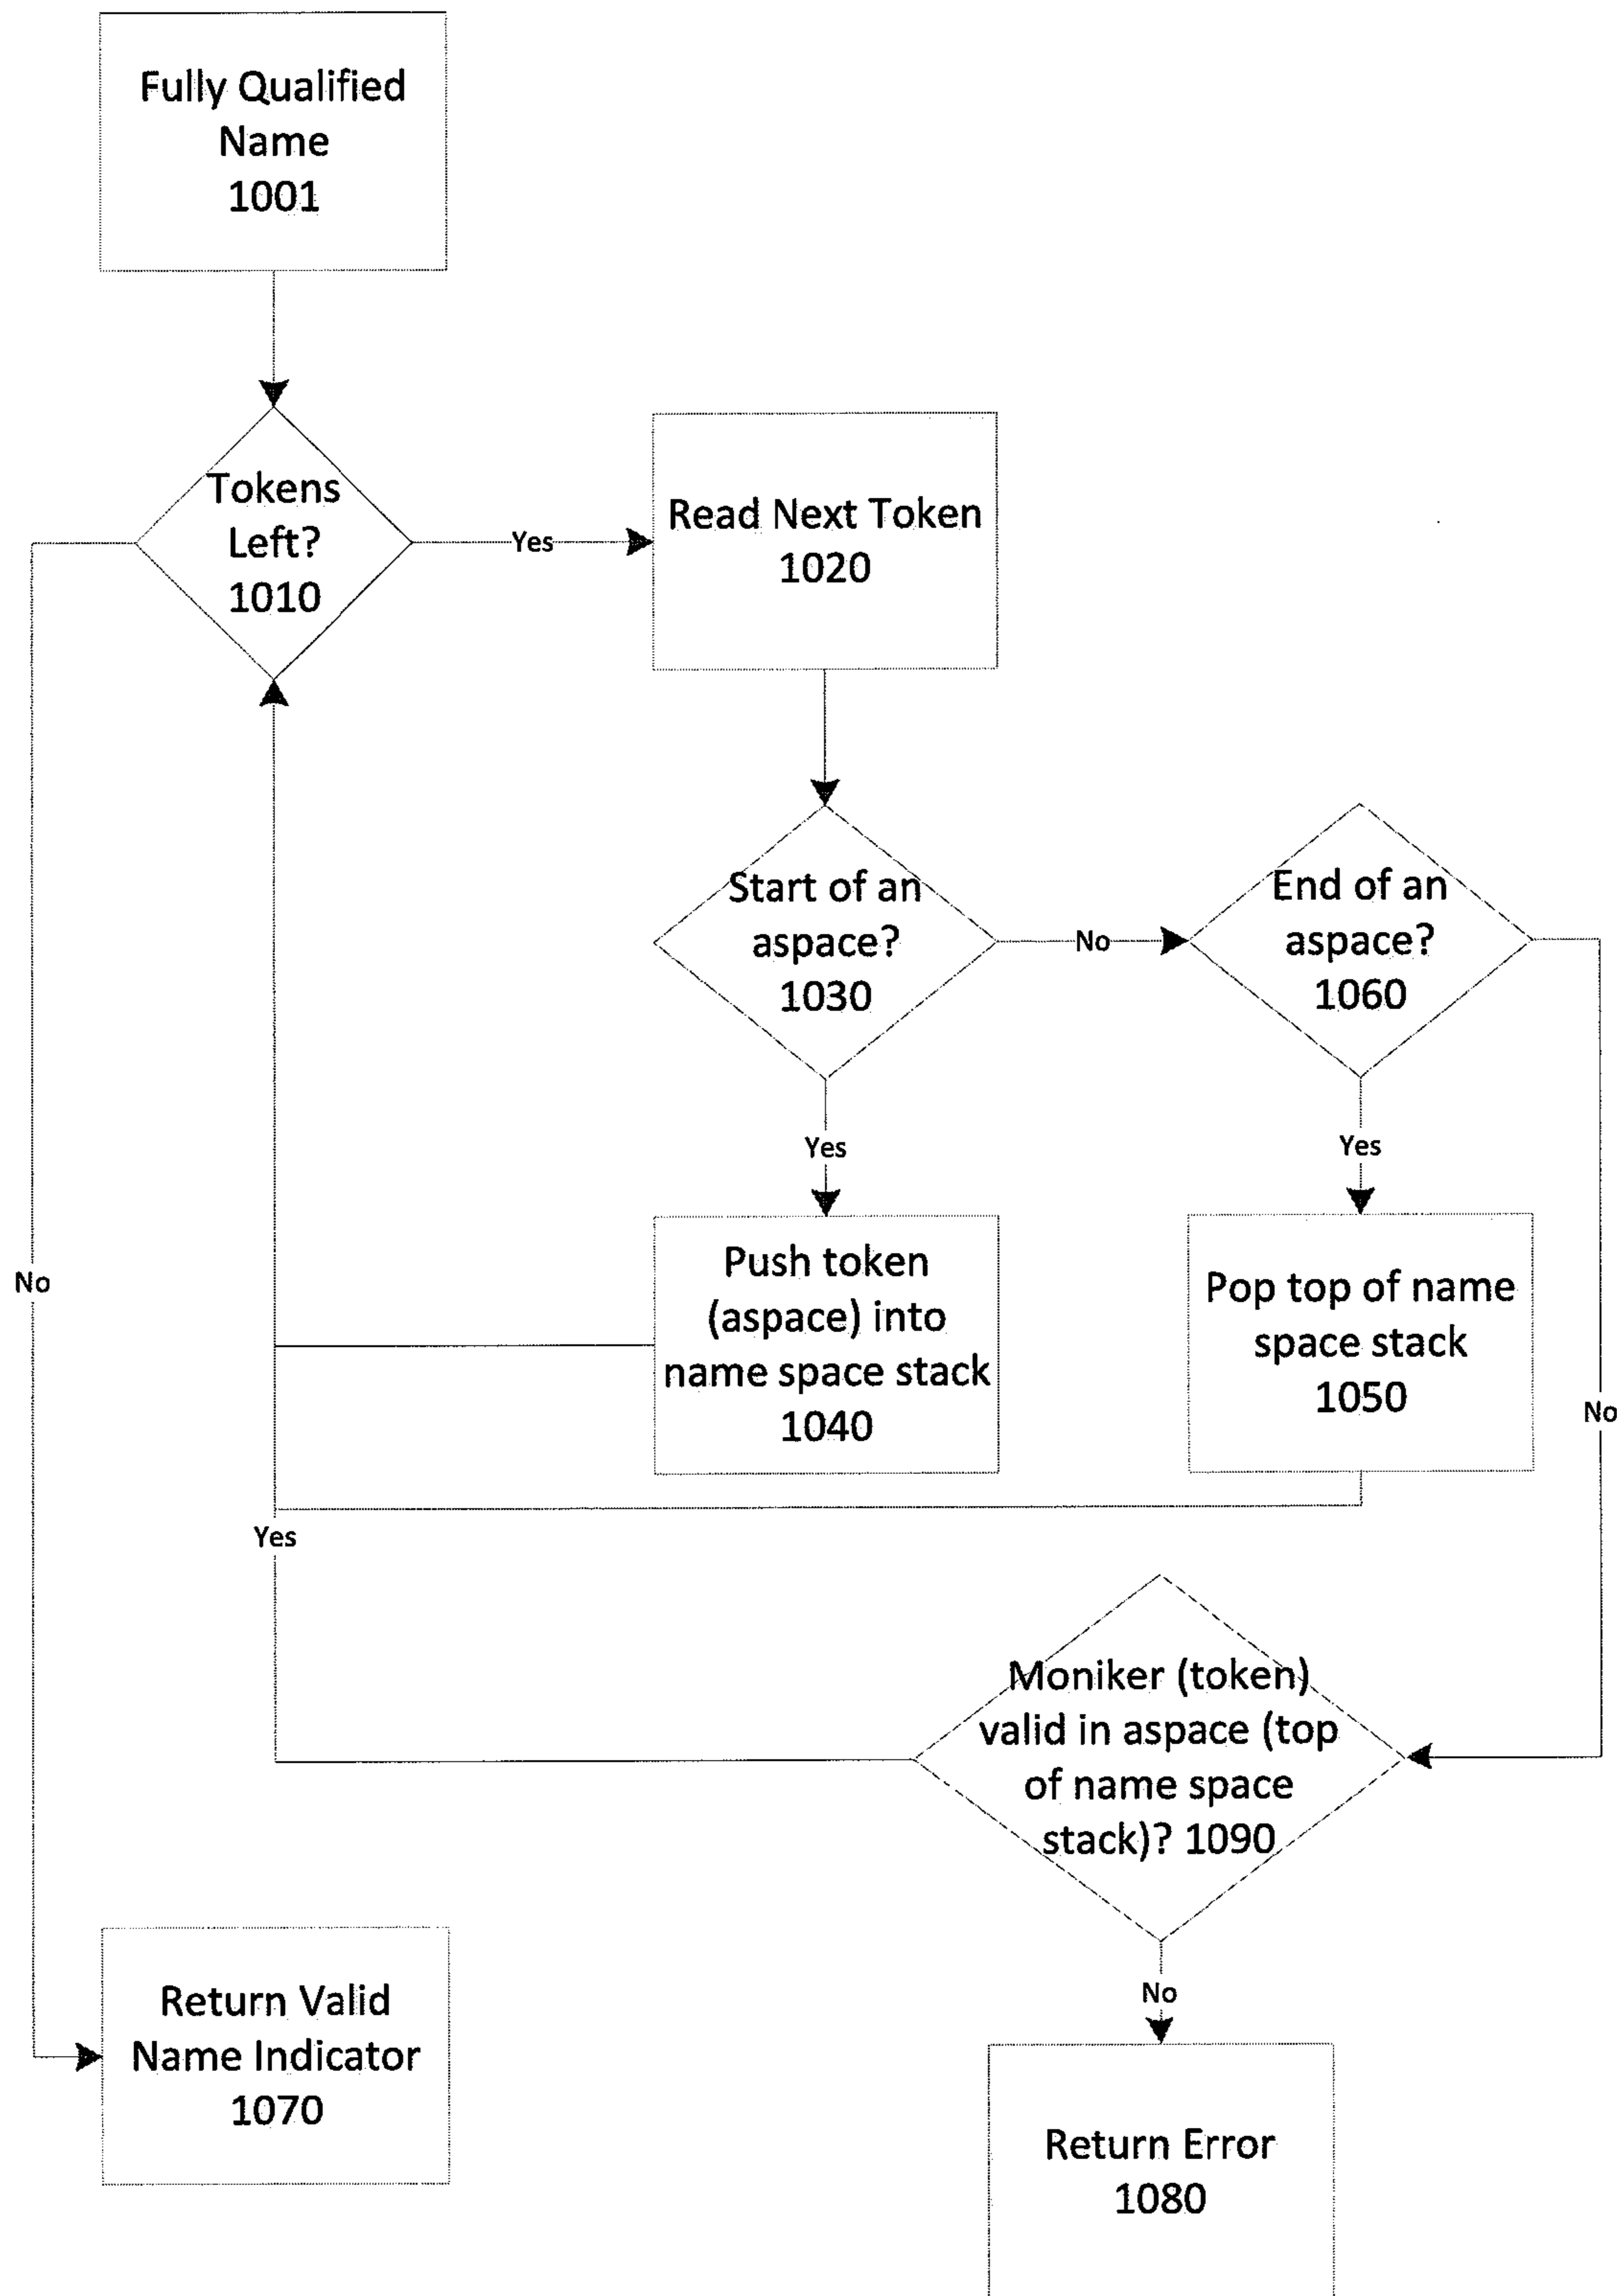 Fully Qualified
Name
1001
Tokens
Left?
1010
Yes
Read Next Token
1020
Start of an
aspace?
1030
No
End of an
aspace?
1060
Yes
Yes
Push token
(aspace) into
name space stack
1040
Pop top of name
space stack
1050
No
No
Yes
Moniker (token)
valid in aspace (top
of name space
stack)? 1090
No
Return Valid
Name Indicator
1070
Return Error
1080